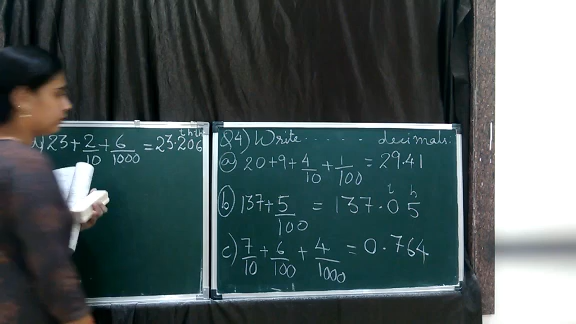 23 + 2/10 + 6/1000 = 23.206
t h th
Q4) Write ...... decimals.
a) 20 + 9 + 4/10 + 1/100 = 29.41
t h
b) 137 + 5/100 = 137.05
c) 7/10 + 6/100 + 4/1000 = 0.764